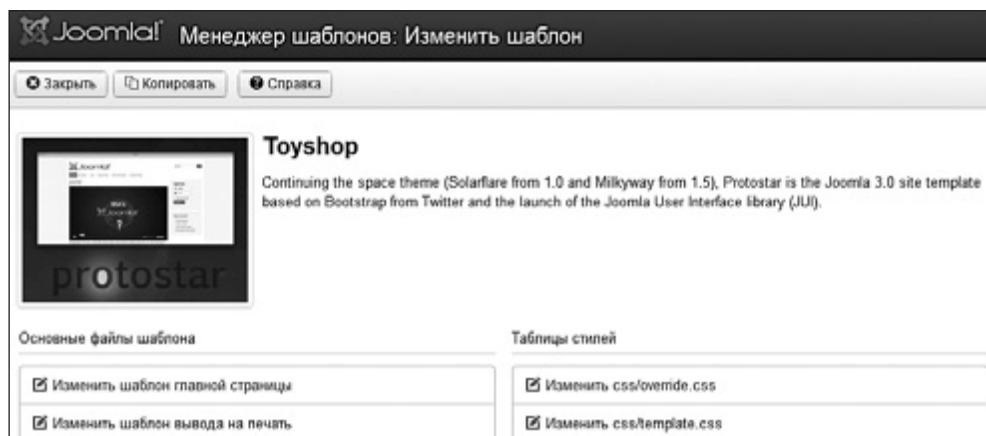 Joomla! Менеджер шаблонов: Изменить шаблон
Закрыть Копировать Справка
Toyshop
Continuing the space theme (Solarflare from 1.0 and Milkyway from 1.5), Protostar is the Joomla 3.0 site template
based on Bootstrap from Twitter and the launch of the Joomla User Interface library (JUI).
protostar
Основные файлы шаблона
Изменить шаблон главной страницы
Изменить шаблон вывода на печать
Таблицы стилей
Изменить css/override.css
Изменить css/template.css